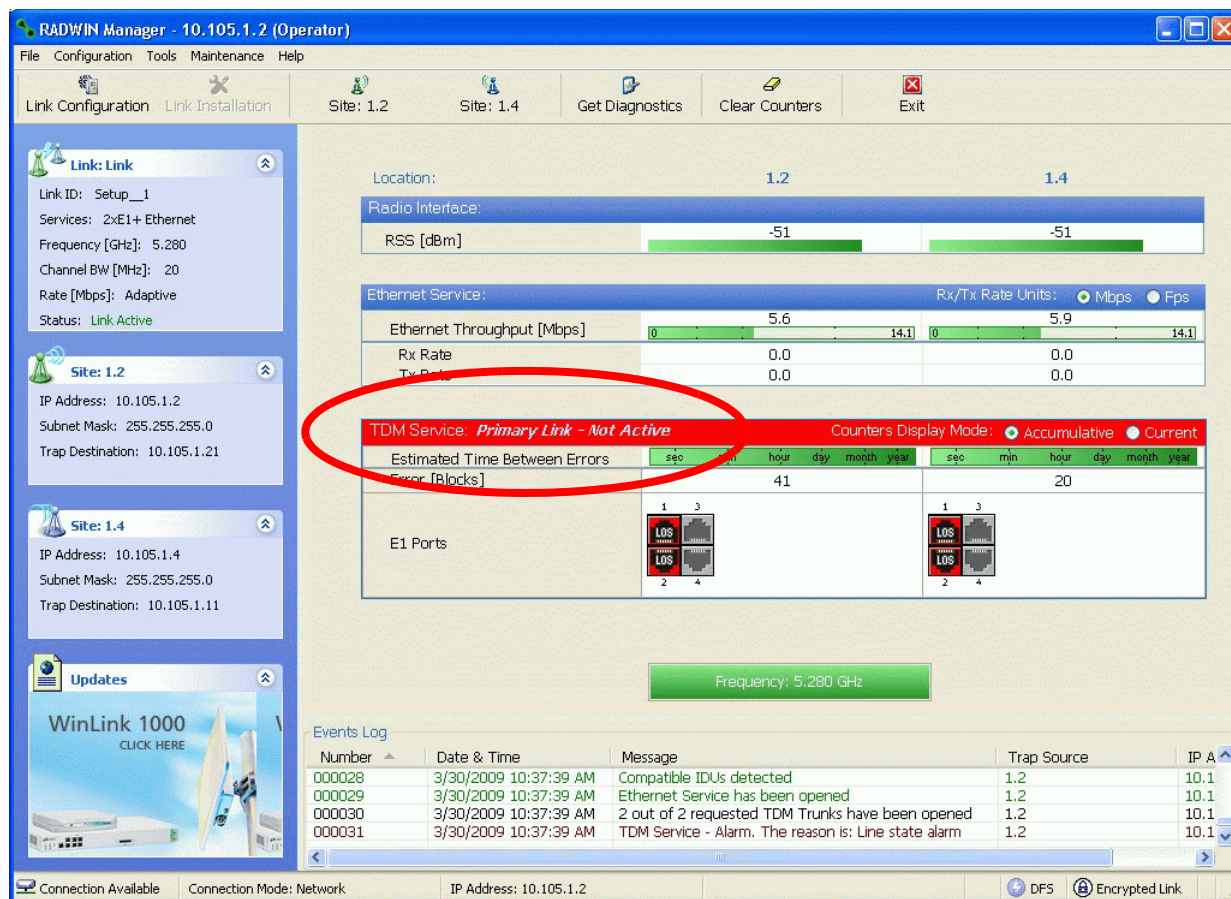 RADWIN Manager - 10.105.1.2 (Operator)
File Configuration Tools Maintenance Help
Link Configuration Link Installation Site: 1.2 Site: 1.4 Get Diagnostics Clear Counters Exit
Link: Link
Link ID: Setup__1
Services: 2xE1+ Ethernet
Frequency [GHz]: 5.280
Channel BW [MHz]: 20
Rate [Mbps]: Adaptive
Status: Link Active
Site: 1.2
IP Address: 10.105.1.2
Subnet Mask: 255.255.255.0
Trap Destination: 10.105.1.21
Site: 1.4
IP Address: 10.105.1.4
Subnet Mask: 255.255.255.0
Trap Destination: 10.105.1.11
Updates
WinLink 1000
CLICK HERE
Location: 1.2 1.4
Radio Interface:
RSS [dBm] -51 -51
Ethernet Service: Rx/Tx Rate Units: Mbps Fps
Ethernet Throughput [Mbps] 5.6 5.9
0 14.1 0 14.1
Rx Rate 0.0 0.0
Tx Rate 0.0 0.0
TDM Service: Primary Link - Not Active Counters Display Mode: Accumulative Current
Estimated Time Between Errors sec min hour day month year sec min hour day month year
Error [Blocks] 41 20
E1 Ports
1 3 1 3
LOS LOS
LOS LOS
2 4 2 4
Frequency: 5.280 GHz
Events Log
Number Date & Time Message Trap Source IP A
000028 3/30/2009 10:37:39 AM Compatible IDUs detected 1.2 10.1
000029 3/30/2009 10:37:39 AM Ethernet Service has been opened 1.2 10.1
000030 3/30/2009 10:37:39 AM 2 out of 2 requested TDM Trunks have been opened 1.2 10.1
000031 3/30/2009 10:37:39 AM TDM Service - Alarm. The reason is: Line state alarm 1.2 10.1
Connection Available Connection Mode: Network IP Address: 10.105.1.2 DFS Encrypted Link